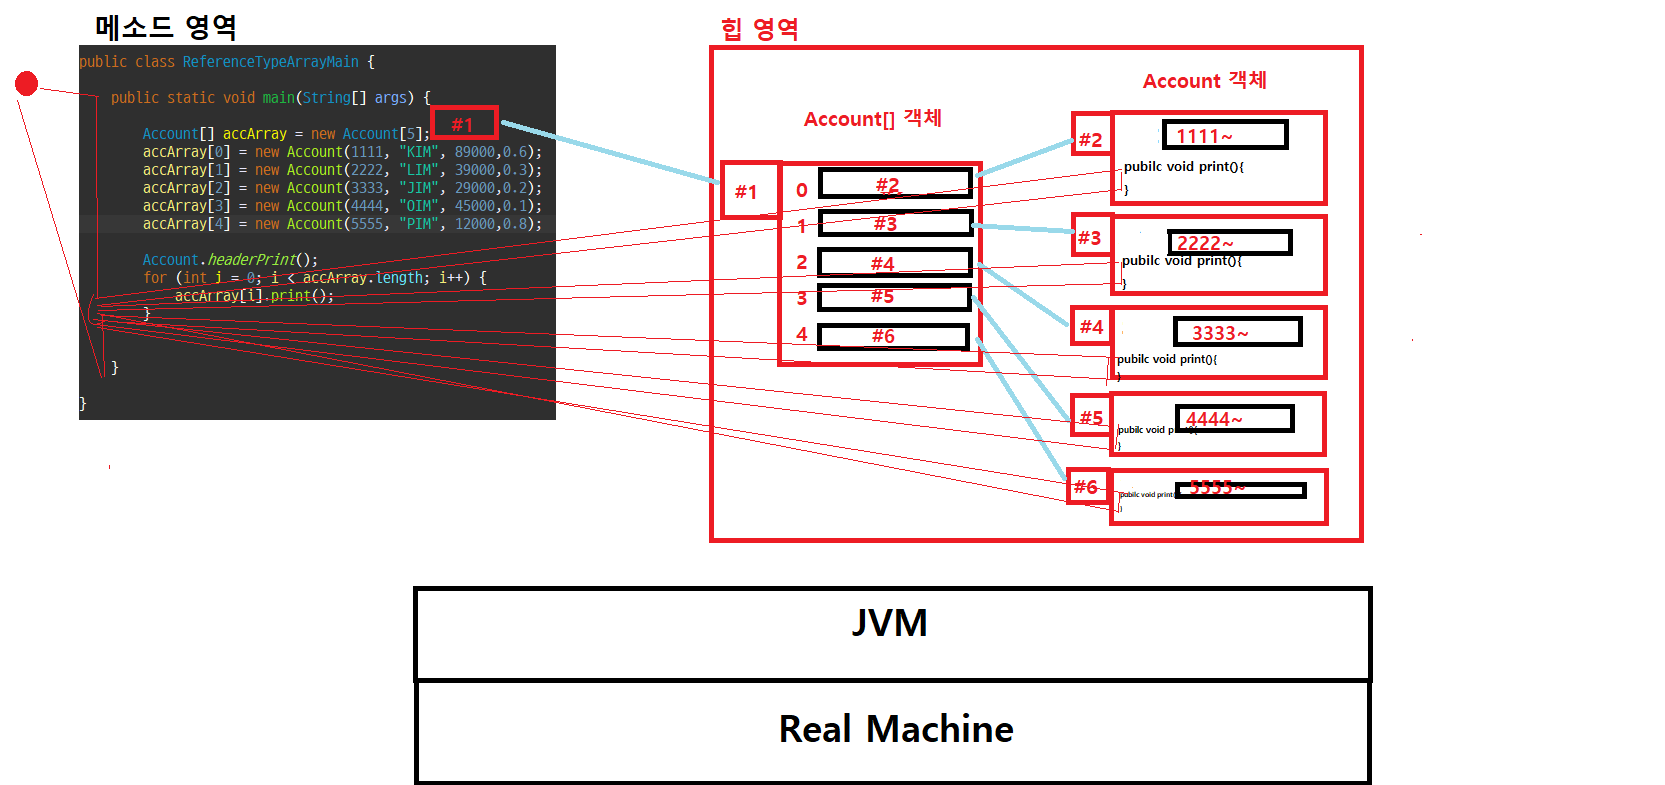 메소드 영역
public class ReferenceTypeArrayMain {
public static void main(String[] args) {
#1
Account[] accArray = new Account[5];
accArray[0] = new Account(1111, "KIM", 89000,0.6);
accArray[1] = new Account(2222, "LIM", 39000,0.3);
accArray[2] = new Account(3333, "JIM", 29000,0.2);
accArray[3] = new Account(4444, "OIM", 45000,0.1);
accArray[4] = new Account(5555, "PIM", 12000,0.8);
Account.headerPrint();
for (int i = 0; i < accArray.length; i++) {
accArray[i].print();
}
}
}
힙 영역
Account[] 객체
#1
0 #2
1 #3
2 #4
3 #5
4 #6
Account 객체
#2
1111~
pubilc void print(){
}
#3
2222~
pubilc void print(){
}
#4
3333~
pubilc void print(){
}
#5
4444~
pubilc void print(){
}
#6
5555~
pubilc void print()
}
JVM
Real Machine